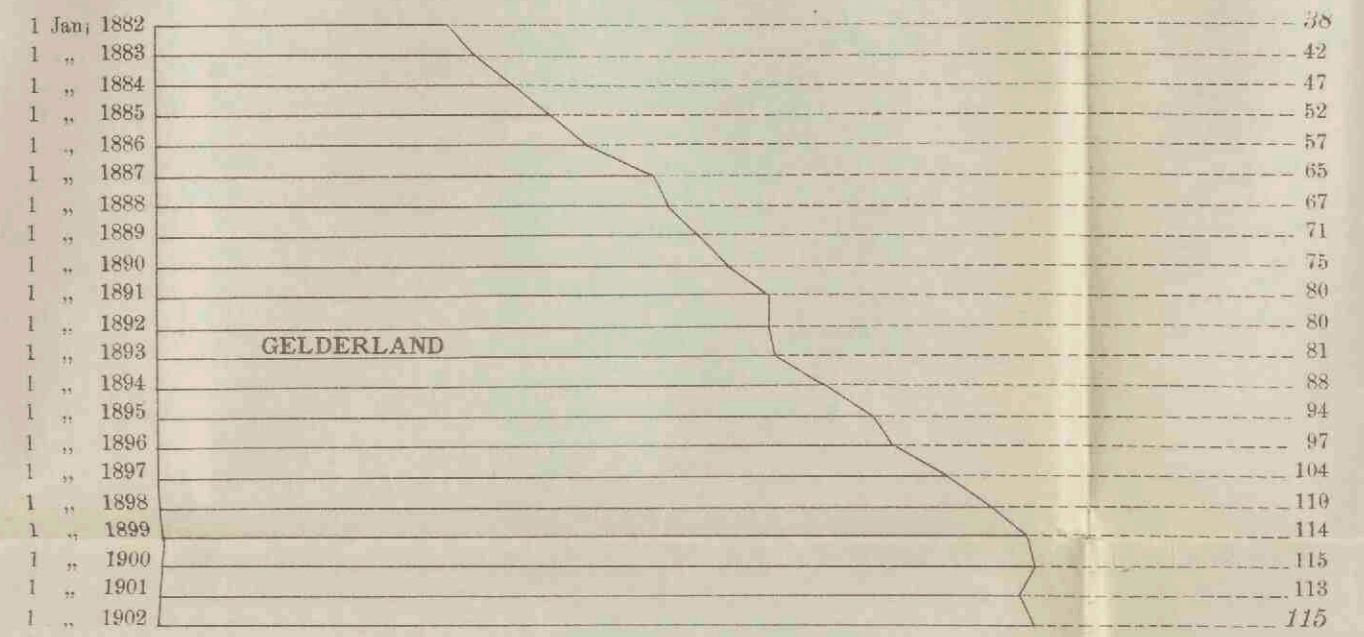 1 Jan; 1882 38
1 „ 1883 42
1 „ 1884 47
1 „ 1885 52
1 „ 1886 57
1 „ 1887 65
1 „ 1888 67
1 „ 1889 71
1 „ 1890 75
1 „ 1891 80
1 „ 1892 80
GELDERLAND
1 „ 1893 81
1 „ 1894 88
1 „ 1895 94
1 „ 1896 97
1 „ 1897 104
1 „ 1898 110
1 „ 1899 114
1 „ 1900 115
1 „ 1901 113
1 „ 1902 115